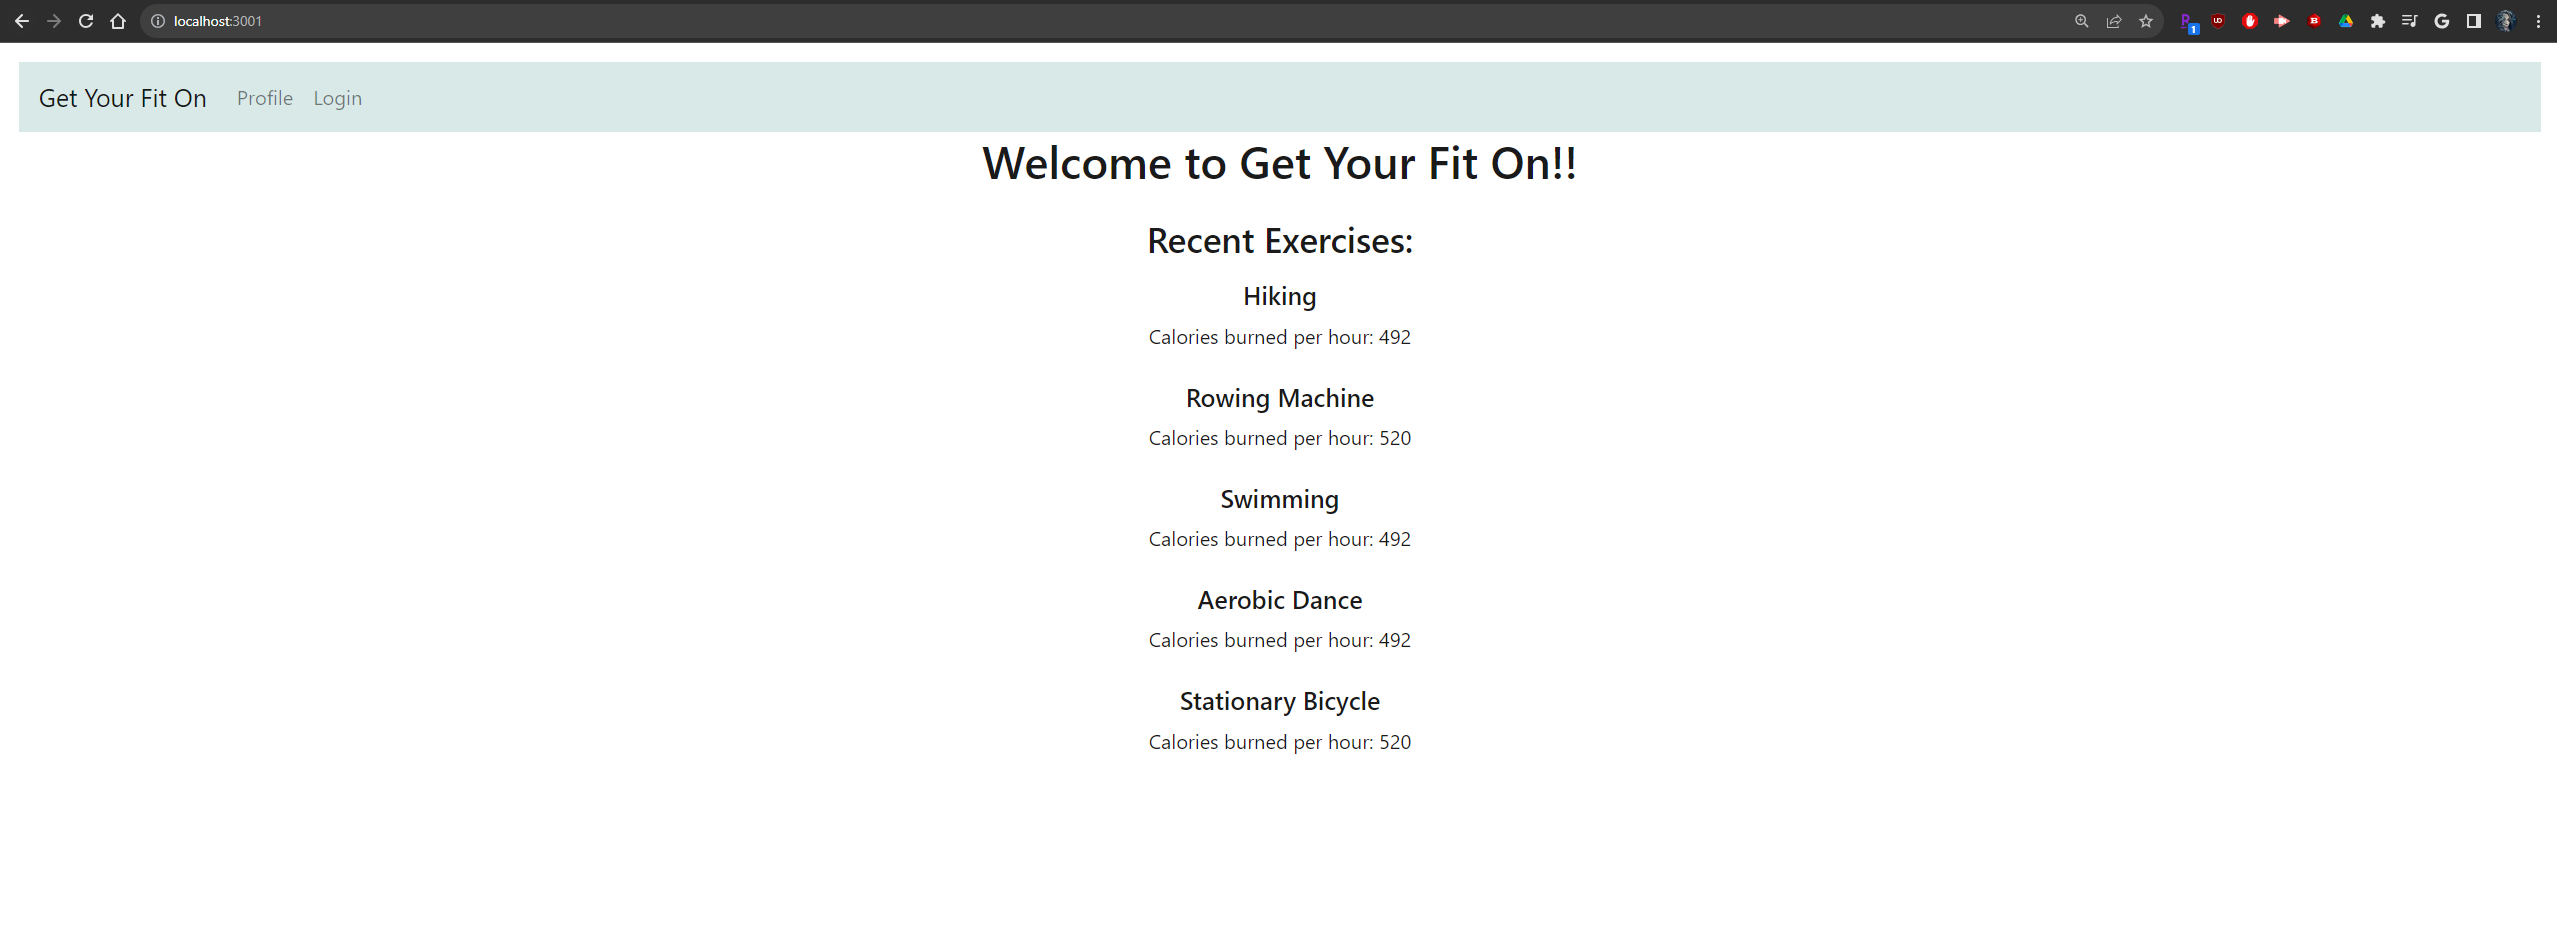 localhost:3001
Get Your Fit On Profile Login
Welcome to Get Your Fit On!!
Recent Exercises:
Hiking
Calories burned per hour: 492
Rowing Machine
Calories burned per hour: 520
Swimming
Calories burned per hour: 492
Aerobic Dance
Calories burned per hour: 492
Stationary Bicycle
Calories burned per hour: 520